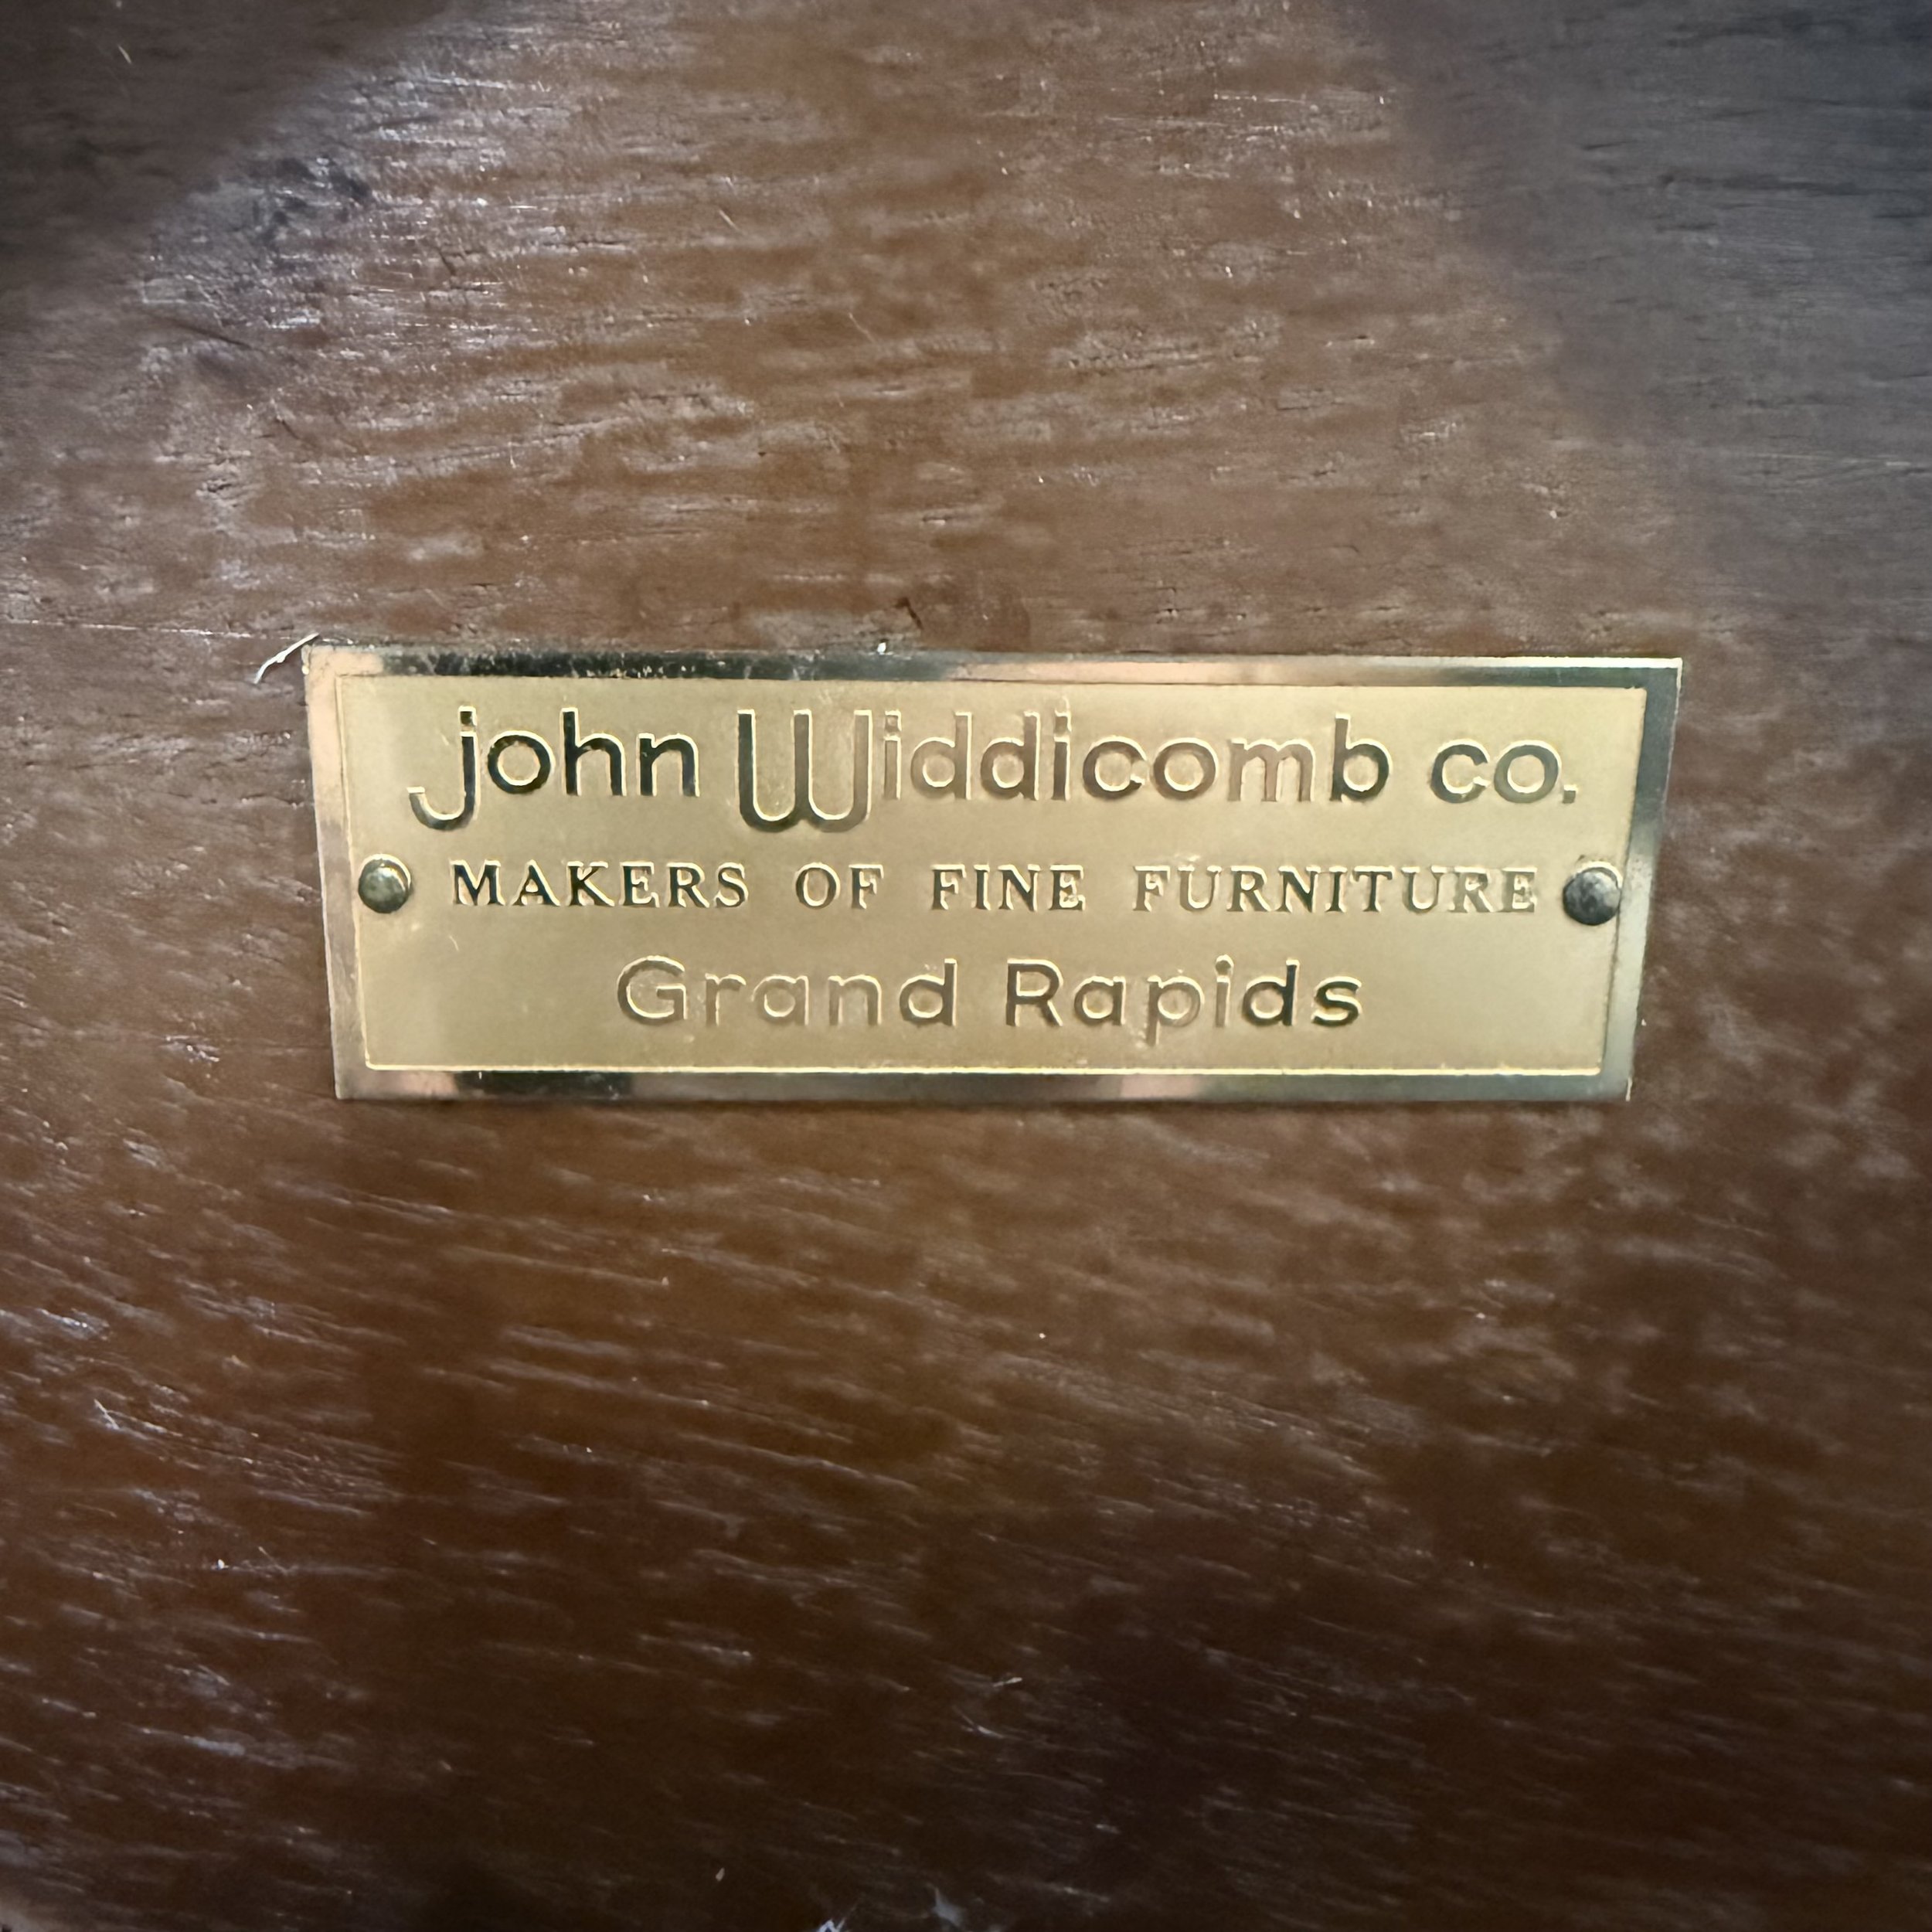 john Widdicomb co.
MAKERS OF FINE FURNITURE
Grand Rapids